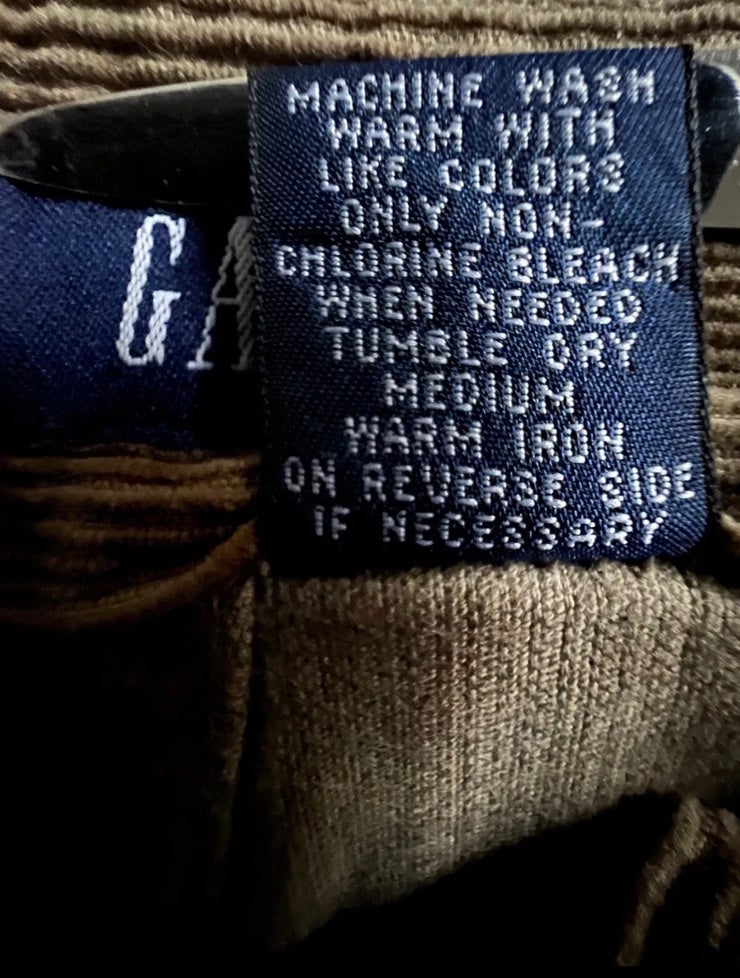 MACHINE WASH
WARM WITH
LIKE COLORS
ONLY NON-
CHLORINE BLEACH
WHEN NEEDED
TUMBLE DRY
MEDIUM
WARM IRON
ON REVERSE SIDE
IF NECESSARY
GA